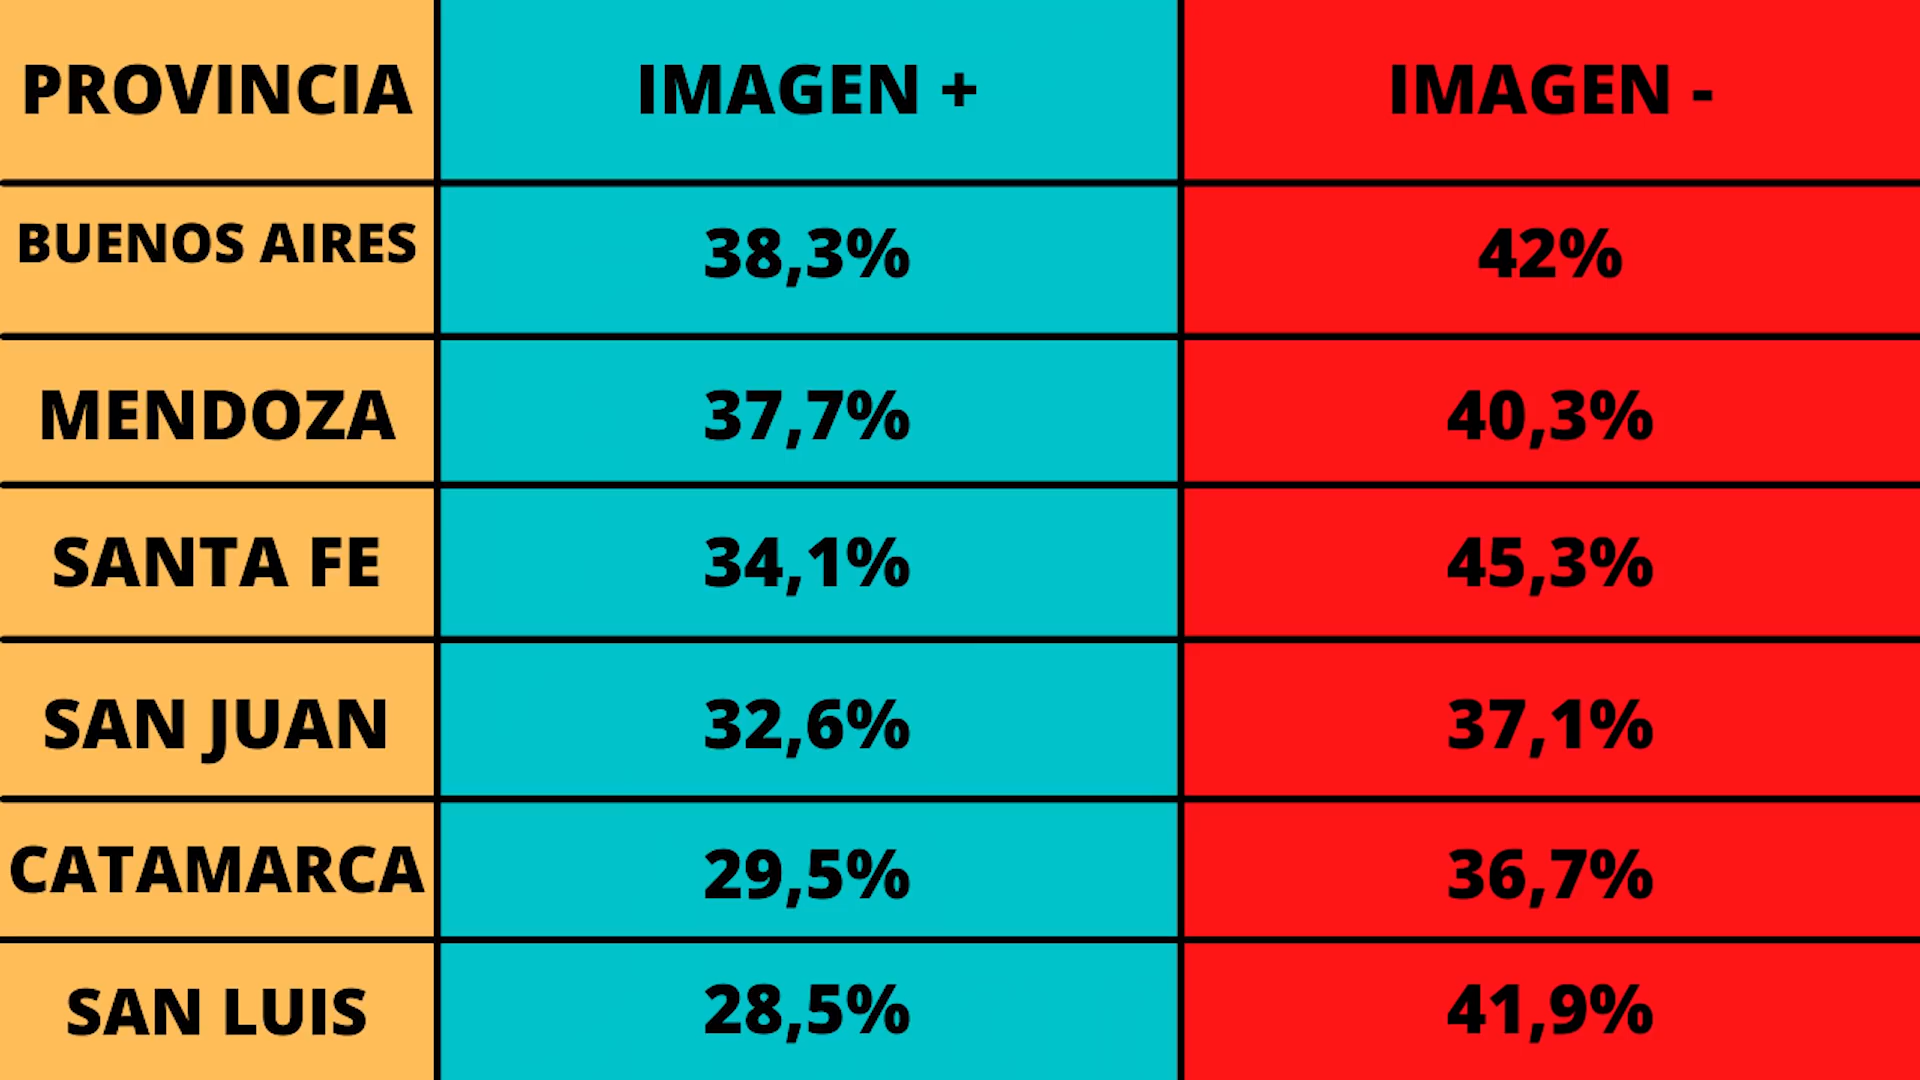 PROVINCIA IMAGEN + IMAGEN -
BUENOS AIRES 38,3% 42%
MENDOZA 37,7% 40,3%
SANTA FE 34,1% 45,3%
SAN JUAN 32,6% 37,1%
CATAMARCA 29,5% 36,7%
SAN LUIS 28,5% 41,9%